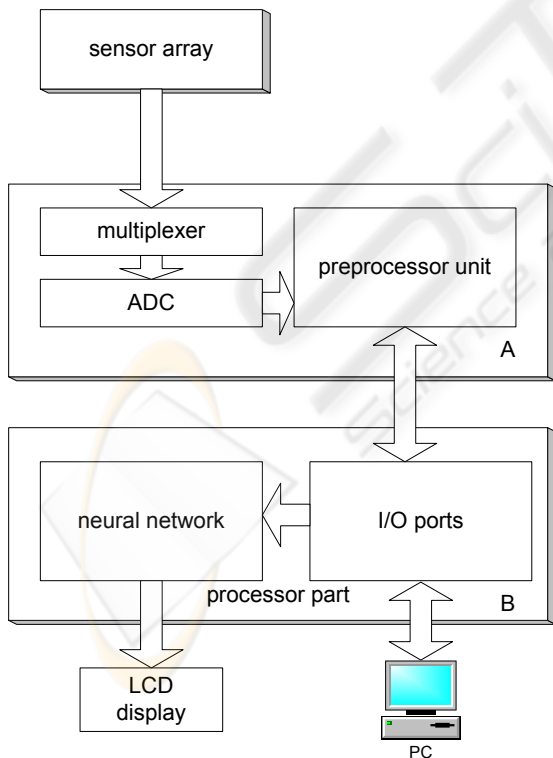 sensor array
multiplexer
preprocessor unit
ADC
A
neural network
I/O ports
processor part
B
LCD
display
PC